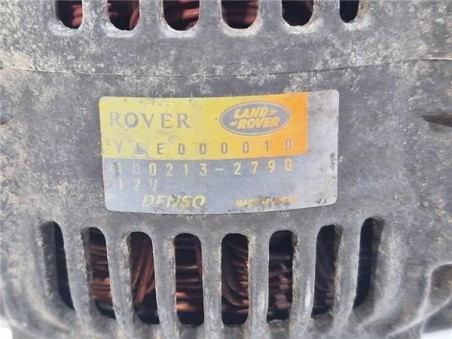 ROVER
LAND-
-ROVER
YLE000010
100213-2790
12V
DENSO